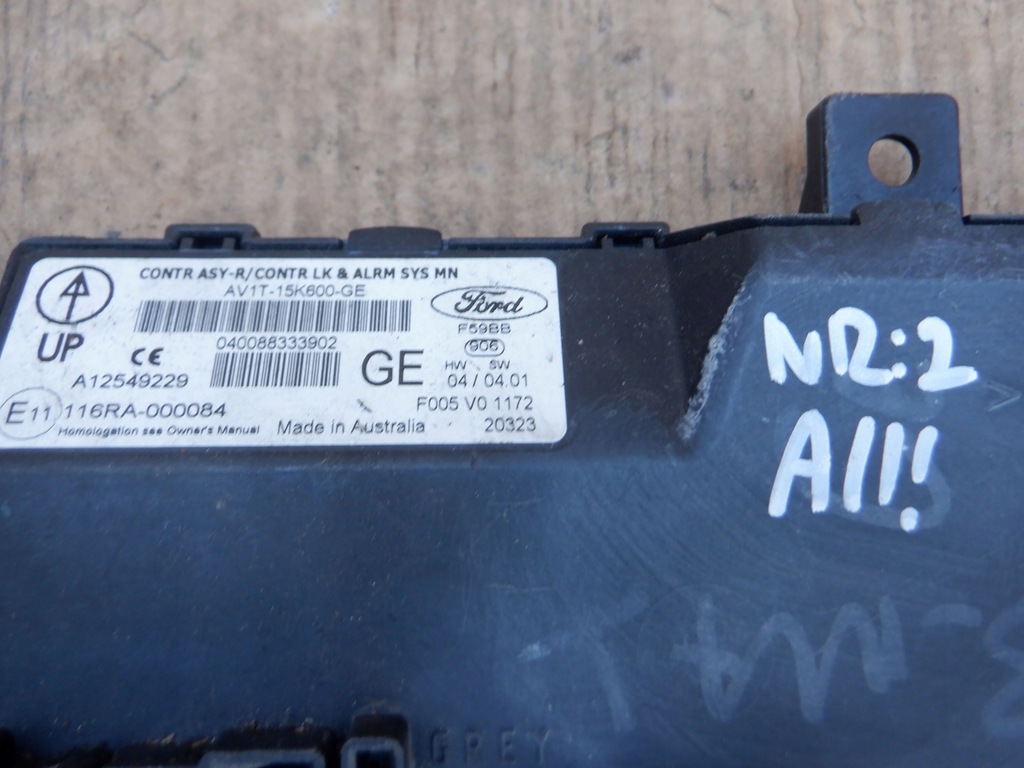 CONTR ASY-R/CONTR LK & ALRM SYS MN
AV1T-15K600-GE
Ford
UP
F59BB
906
CE
040088333902
GE
HW SW
A12549229
04 / 04.01
E11 116RA-000084
F005 V0 1172
Homologation see Owner's Manual
Made in Australia
20323
NR:2
A111!
GREY